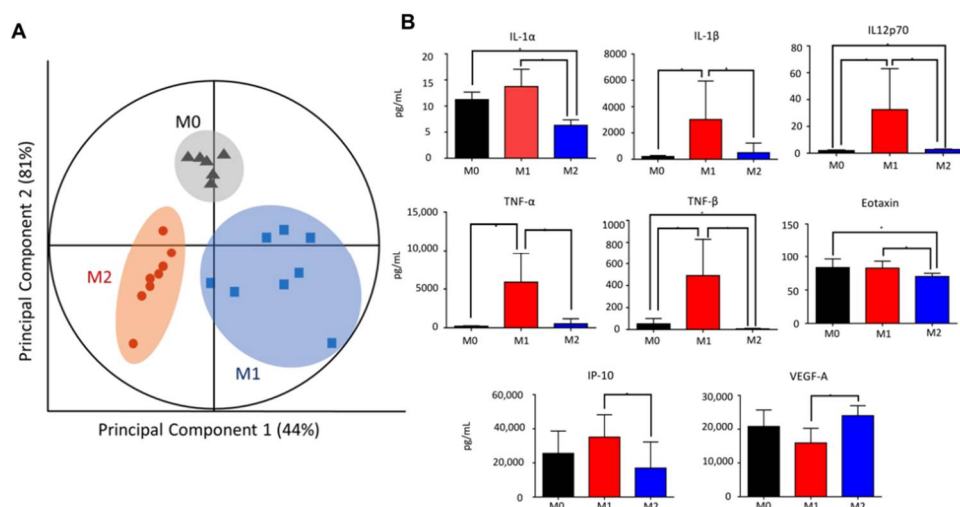 A
M0
M2
M1
Principal Component 2 (81%)
Principal Component 1 (44%)
B
IL-1α
pg/mL
20
15
10
5
0
M0 M1 M2
IL-1β
8000
6000
4000
2000
0
M0 M1 M2
IL12p70
80
60
40
20
0
M0 M1 M2
TNF-α
pg/mL
15,000
10,000
5000
0
M0 M1 M2
TNF-β
1000
800
600
400
200
0
M0 M1 M2
Eotaxin
150
100
50
0
M0 M1 M2
IP-10
pg/mL
60,000
40,000
20,000
0
M0 M1 M2
VEGF-A
30,000
20,000
10,000
0
M0 M1 M2